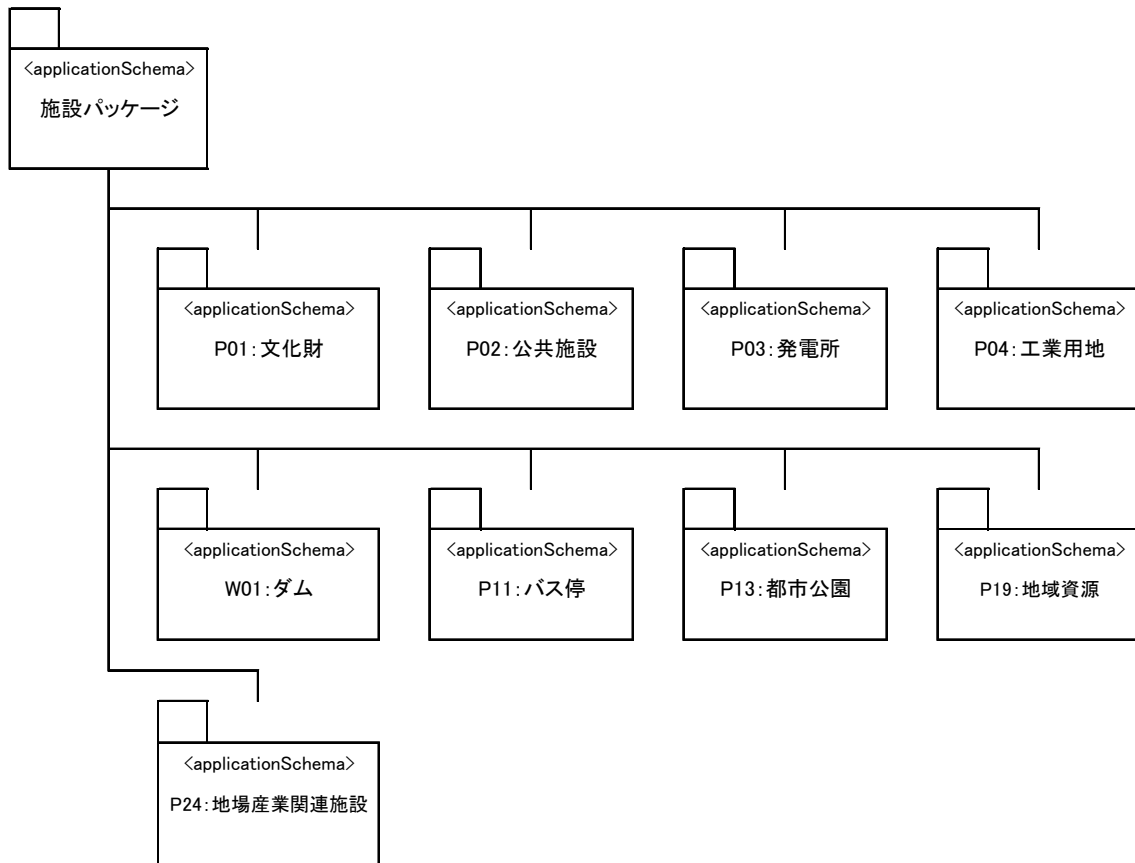 <applicationSchema>
施設パッケージ
<applicationSchema>
P01:文化財
<applicationSchema>
P02:公共施設
<applicationSchema>
P03:発電所
<applicationSchema>
P04:工業用地
<applicationSchema>
W01:ダム
<applicationSchema>
P11:バス停
<applicationSchema>
P13:都市公園
<applicationSchema>
P19:地域資源
<applicationSchema>
P24:地場産業関連施設